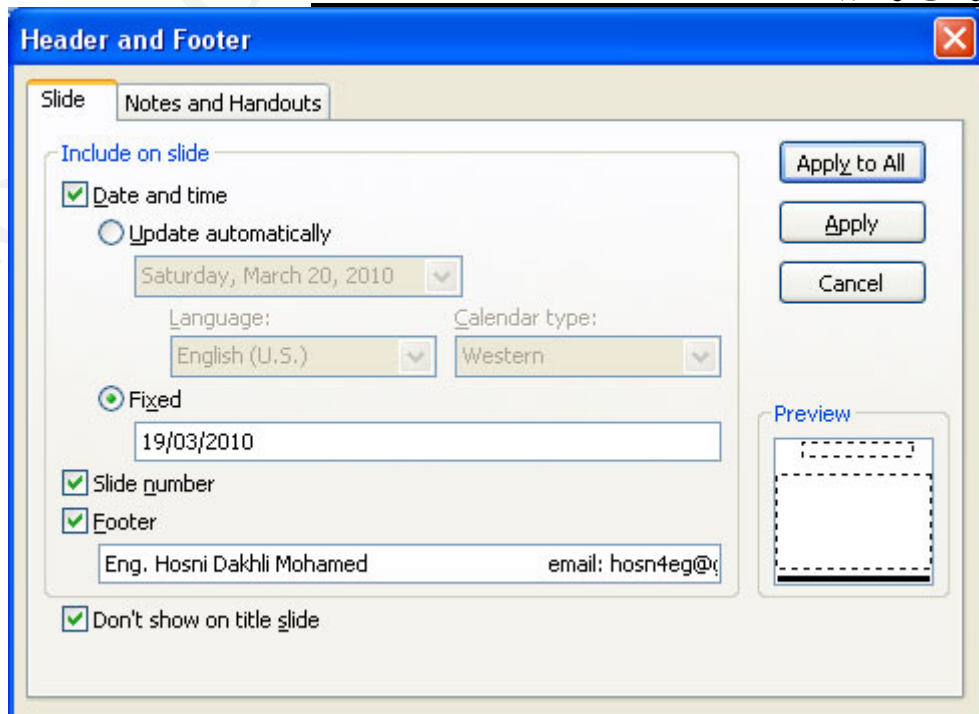 Header and Footer
Slide
Notes and Handouts
Include on slide
Date and time
Update automatically
Saturday, March 20, 2010
Language:
Calendar type:
English (U.S.)
Western
Fixed
19/03/2010
Slide number
Footer
Eng. Hosni Dakhli Mohamed email: hosn4eg@
Don't show on title slide
Apply to All
Apply
Cancel
Preview